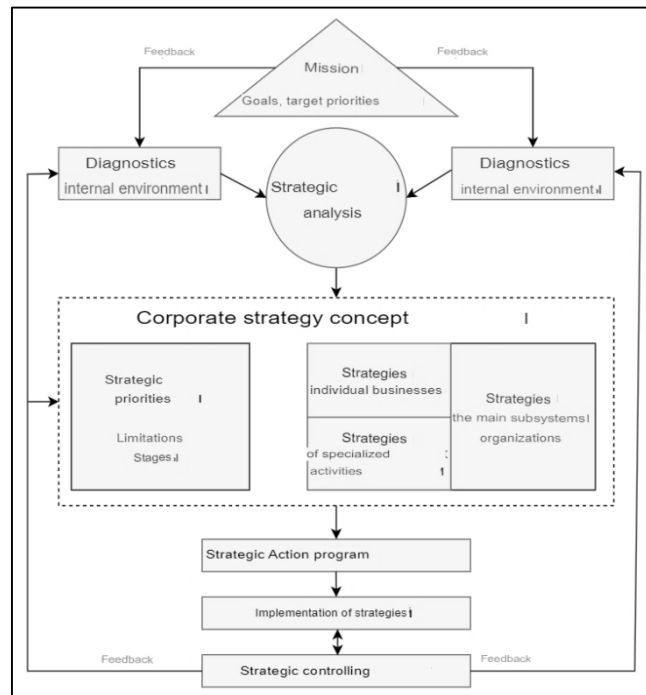 Feedback
Feedback
Mission
Goals, target priorities
Diagnostics
internal environment
Strategic
analysis
Diagnostics
internal environment
Corporate strategy concept
Strategic
priorities
Limitations
Stages
Strategies
individual businesses
Strategies
of specialized
activities
Strategies
the main subsystems
organizations
Strategic Action program
Implementation of strategies
Feedback
Strategic controlling
Feedback